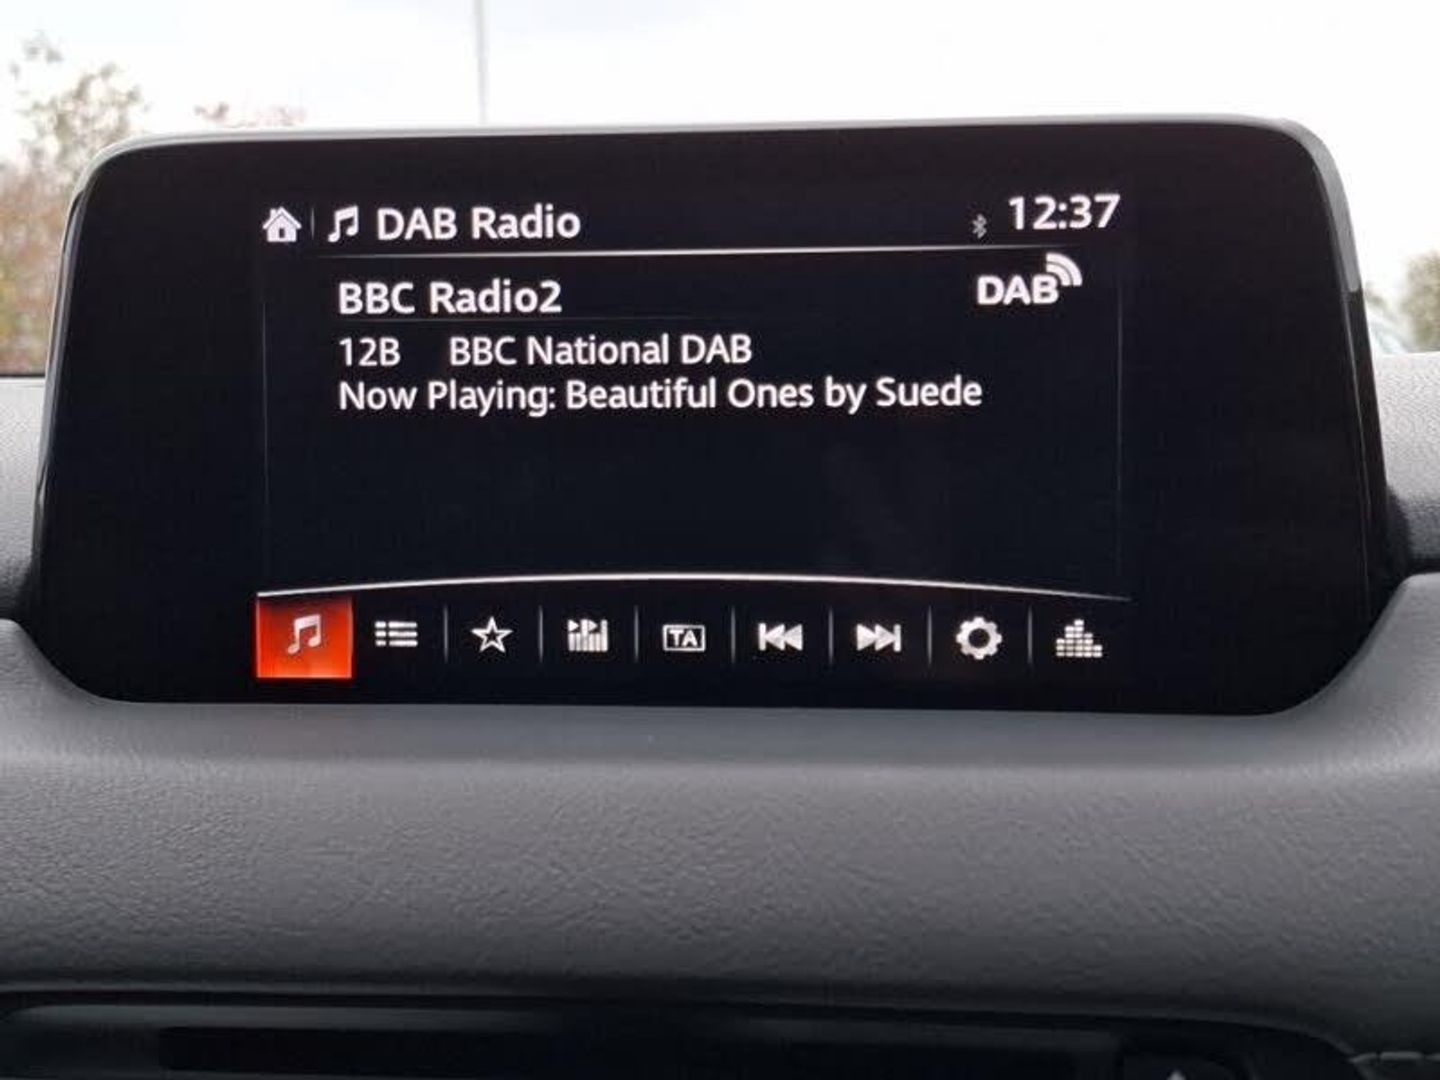 DAB Radio 12:37
BBC Radio2 DAB
12B BBC National DAB
Now Playing: Beautiful Ones by Suede
TA